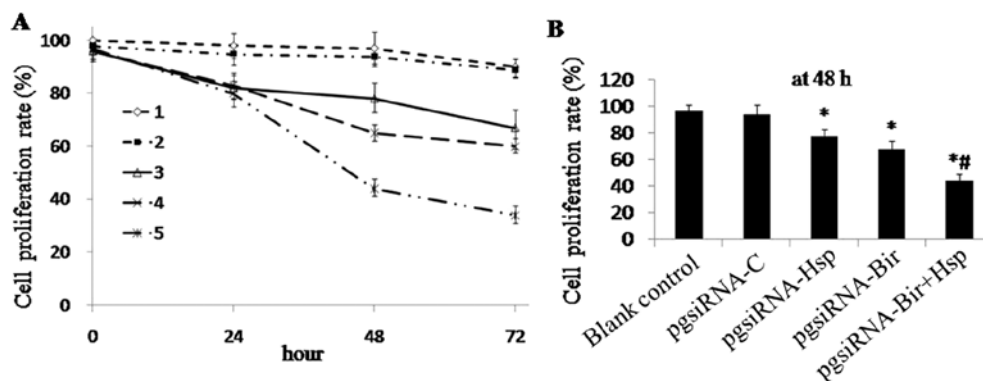 A
Cell proliferation rate (%)
100
80
60
40
20
0
1
2
3
4
5
0 24 48 72
hour
B
at 48 h
Cell proliferation rate (%)
120
100
80
60
40
20
0
*
*
*#
Blank control
pgsiRNA-C
pgsiRNA-Hsp
pgsiRNA-Bir
pgsiRNA-Bir+Hsp